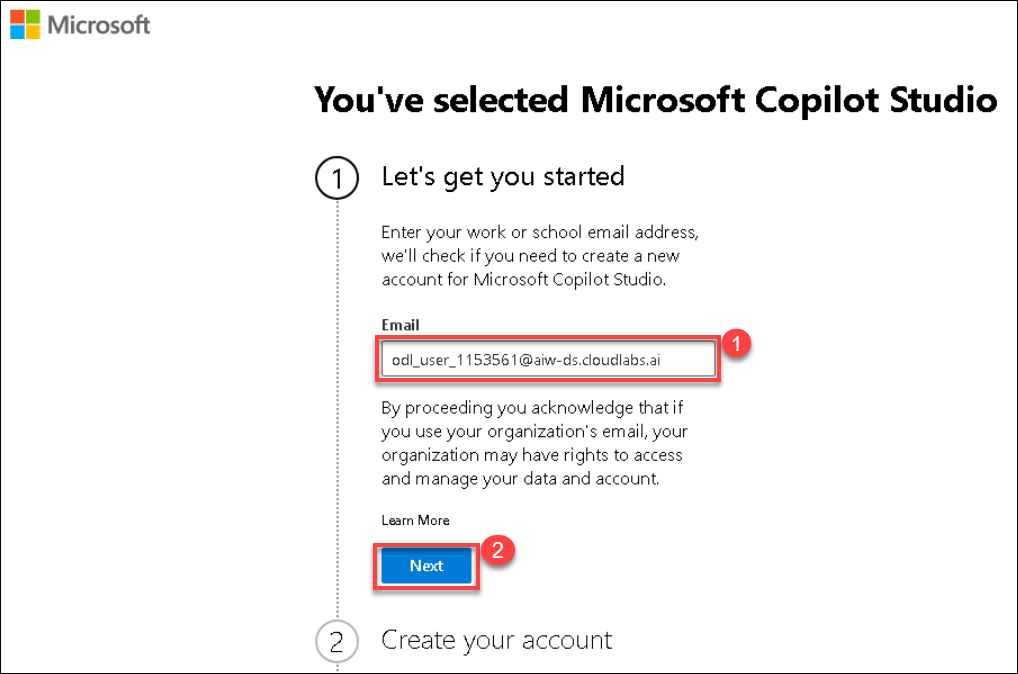 Microsoft
You've selected Microsoft Copilot Studio
1 Let's get you started
Enter your work or school email address,
we'll check if you need to create a new
account for Microsoft Copilot Studio.
Email
odl_user_1153561@aiw-ds.cloudlabs.ai 1
By proceeding you acknowledge that if
you use your organization's email, your
organization may have rights to access
and manage your data and account.
Learn More
Next 2
2 Create your account